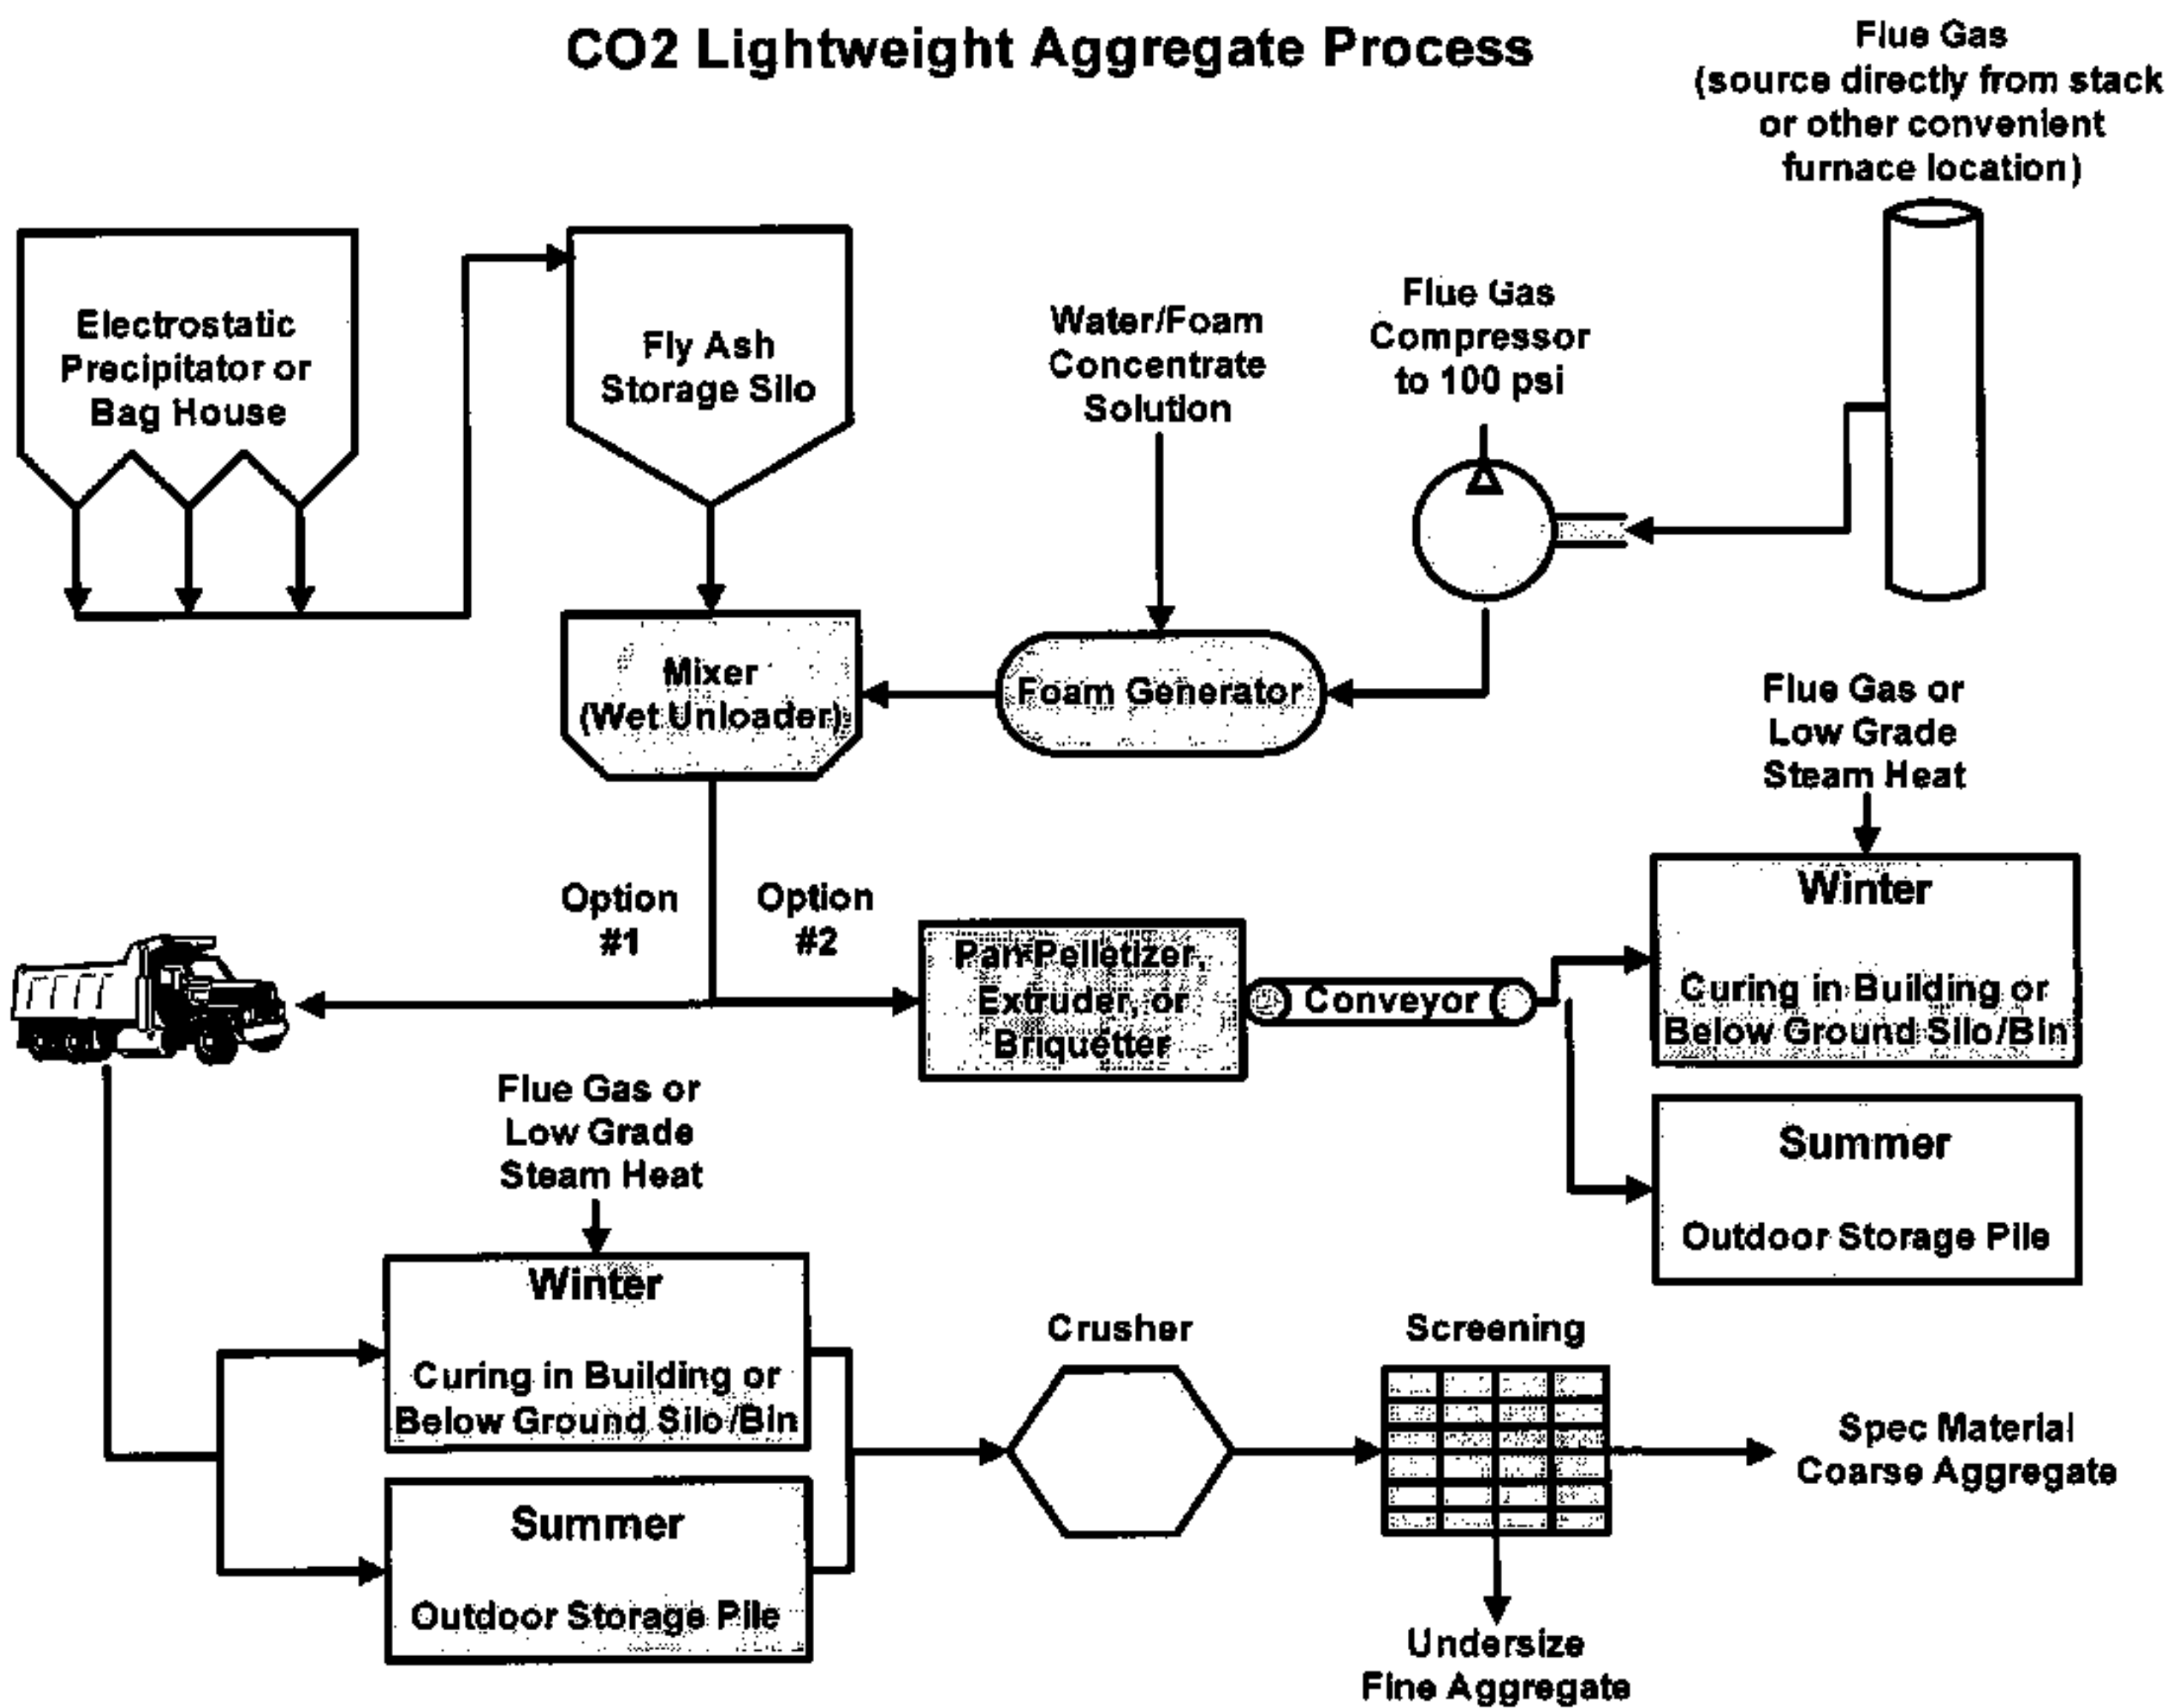 CO2 Lightweight Aggregate Process
Flue Gas
(source directly from stack
or other convenient
furnace location)
Electrostatic
Precipitator or
Bag House
Fly Ash
Storage Silo
Water/Foam
Concentrate
Solution
Flue Gas
Compressor
to 100 psi
Mixer
(Wet Unloader)
Foam Generator
Flue Gas or
Low Grade
Steam Heat
Option
#1
Option
#2
Pan-Pelletizer,
Extruder, or
Briquetter
Conveyor
Winter
Curing in Building or
Below Ground Silo/Bin
Summer
Outdoor Storage Pile
Flue Gas or
Low Grade
Steam Heat
Winter
Curing in Building or
Below Ground Silo/Bin
Summer
Outdoor Storage Pile
Crusher
Screening
Spec Material
Coarse Aggregate
Undersize
Fine Aggregate